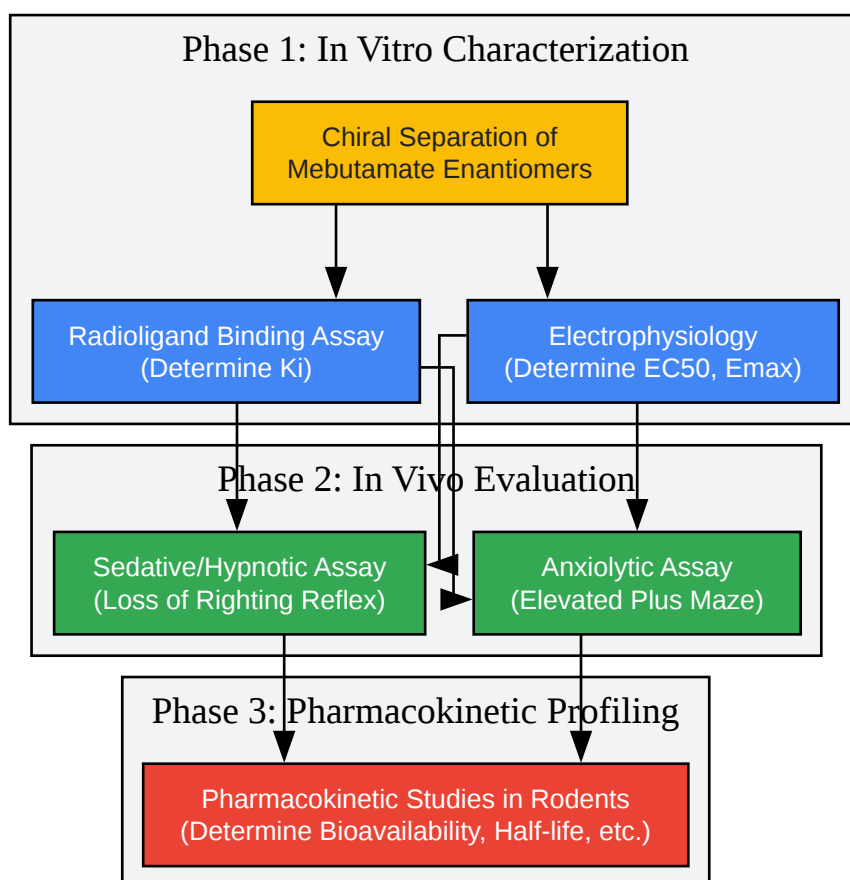 Phase 1: In Vitro Characterization
Chiral Separation of
Mebutamate Enantiomers
Radioligand Binding Assay
(Determine Ki)
Electrophysiology
(Determine EC50, Emax)
Phase 2: In Vivo Evaluation
Sedative/Hypnotic Assay
(Loss of Righting Reflex)
Anxiolytic Assay
(Elevated Plus Maze)
Phase 3: Pharmacokinetic Profiling
Pharmacokinetic Studies in Rodents
(Determine Bioavailability, Half-life, etc.)